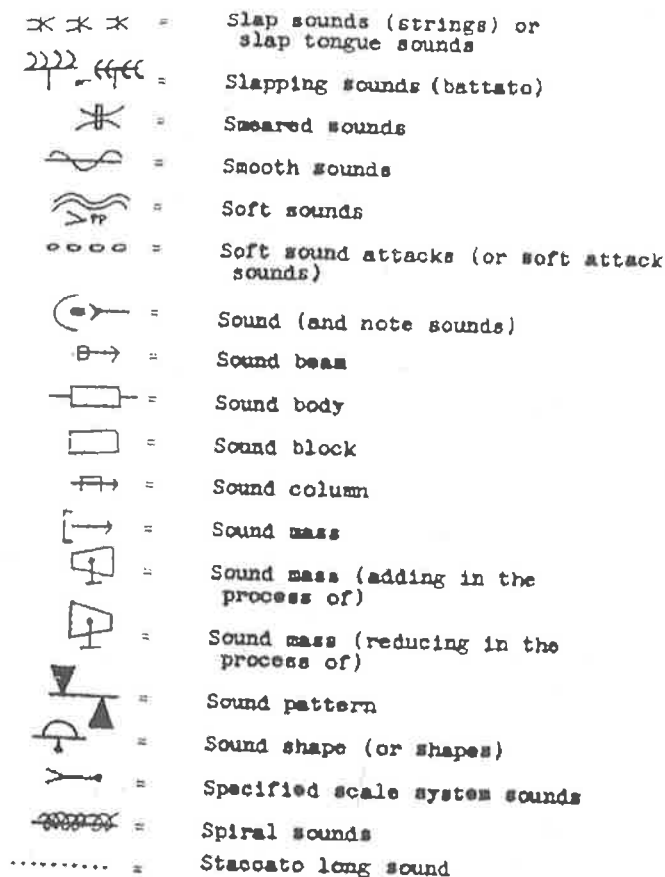 = Slap sounds (strings) or
slap tongue sounds
or = Slapping sounds (battato)
= Smeared sounds
= Smooth sounds
> PP = Soft sounds
= Soft sound attacks (or soft attack
sounds)
= Sound (and note sounds)
= Sound beam
= Sound body
= Sound block
= Sound column
= Sound mass
= Sound mass (adding in the
process of)
= Sound mass (reducing in the
process of)
= Sound pattern
= Sound shape (or shapes)
= Specified scale system sounds
= Spiral sounds
= Staccato long sound